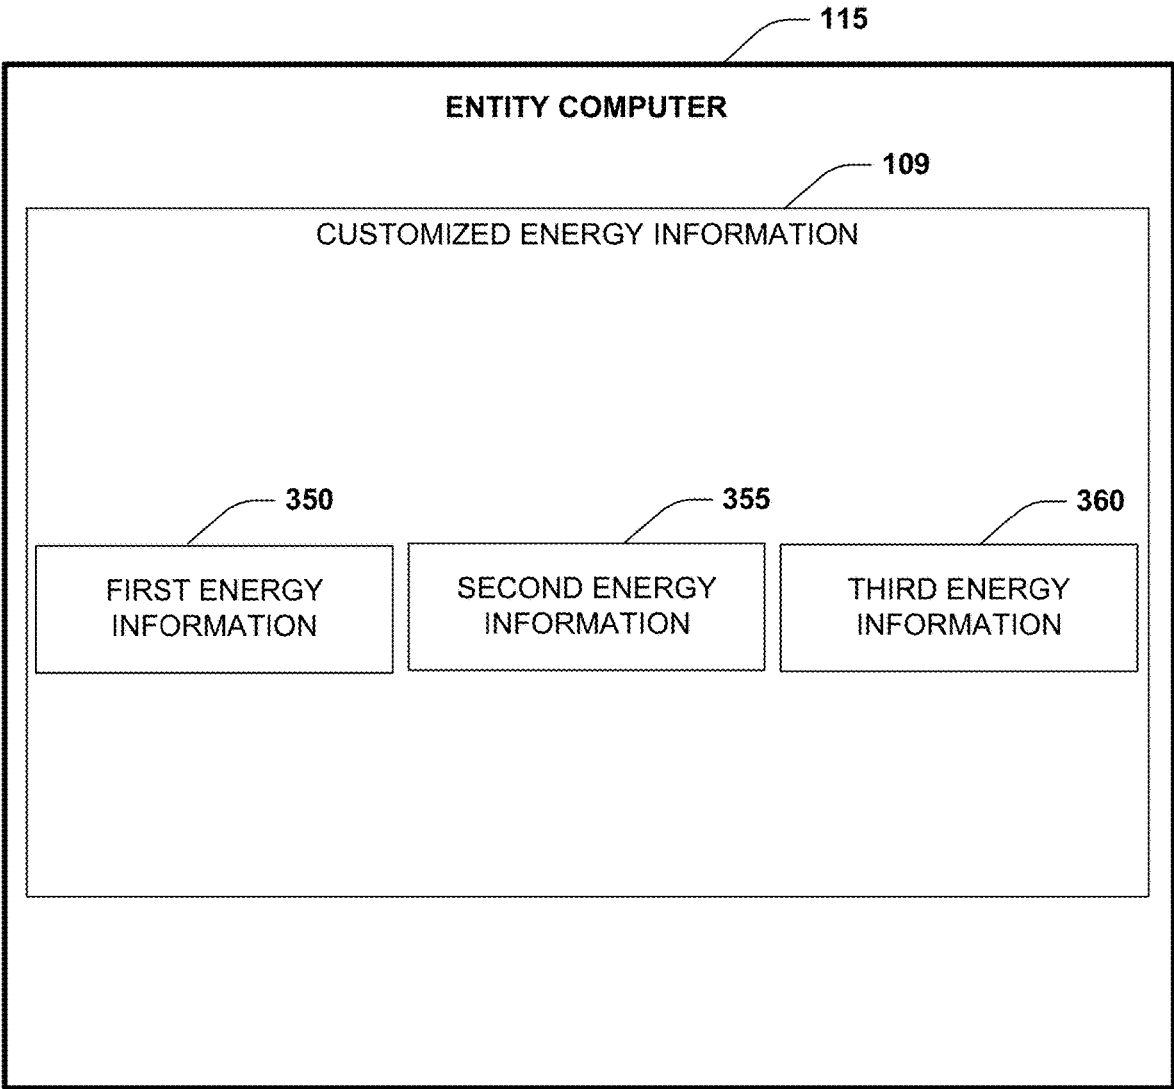 115
ENTITY COMPUTER
109
CUSTOMIZED ENERGY INFORMATION
350
355
360
FIRST ENERGY
INFORMATION
SECOND ENERGY
INFORMATION
THIRD ENERGY
INFORMATION